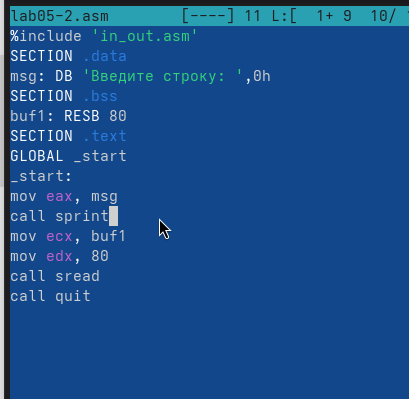 lab05-2.asm [----] 11 L:[ 1+ 9 10/
%include 'in_out.asm'
SECTION .data
msg: DB 'Введите строку: ',0h
SECTION .bss
buf1: RESB 80
SECTION .text
GLOBAL _start
_start:
mov eax, msg
call sprint
mov ecx, buf1
mov edx, 80
call sread
call quit